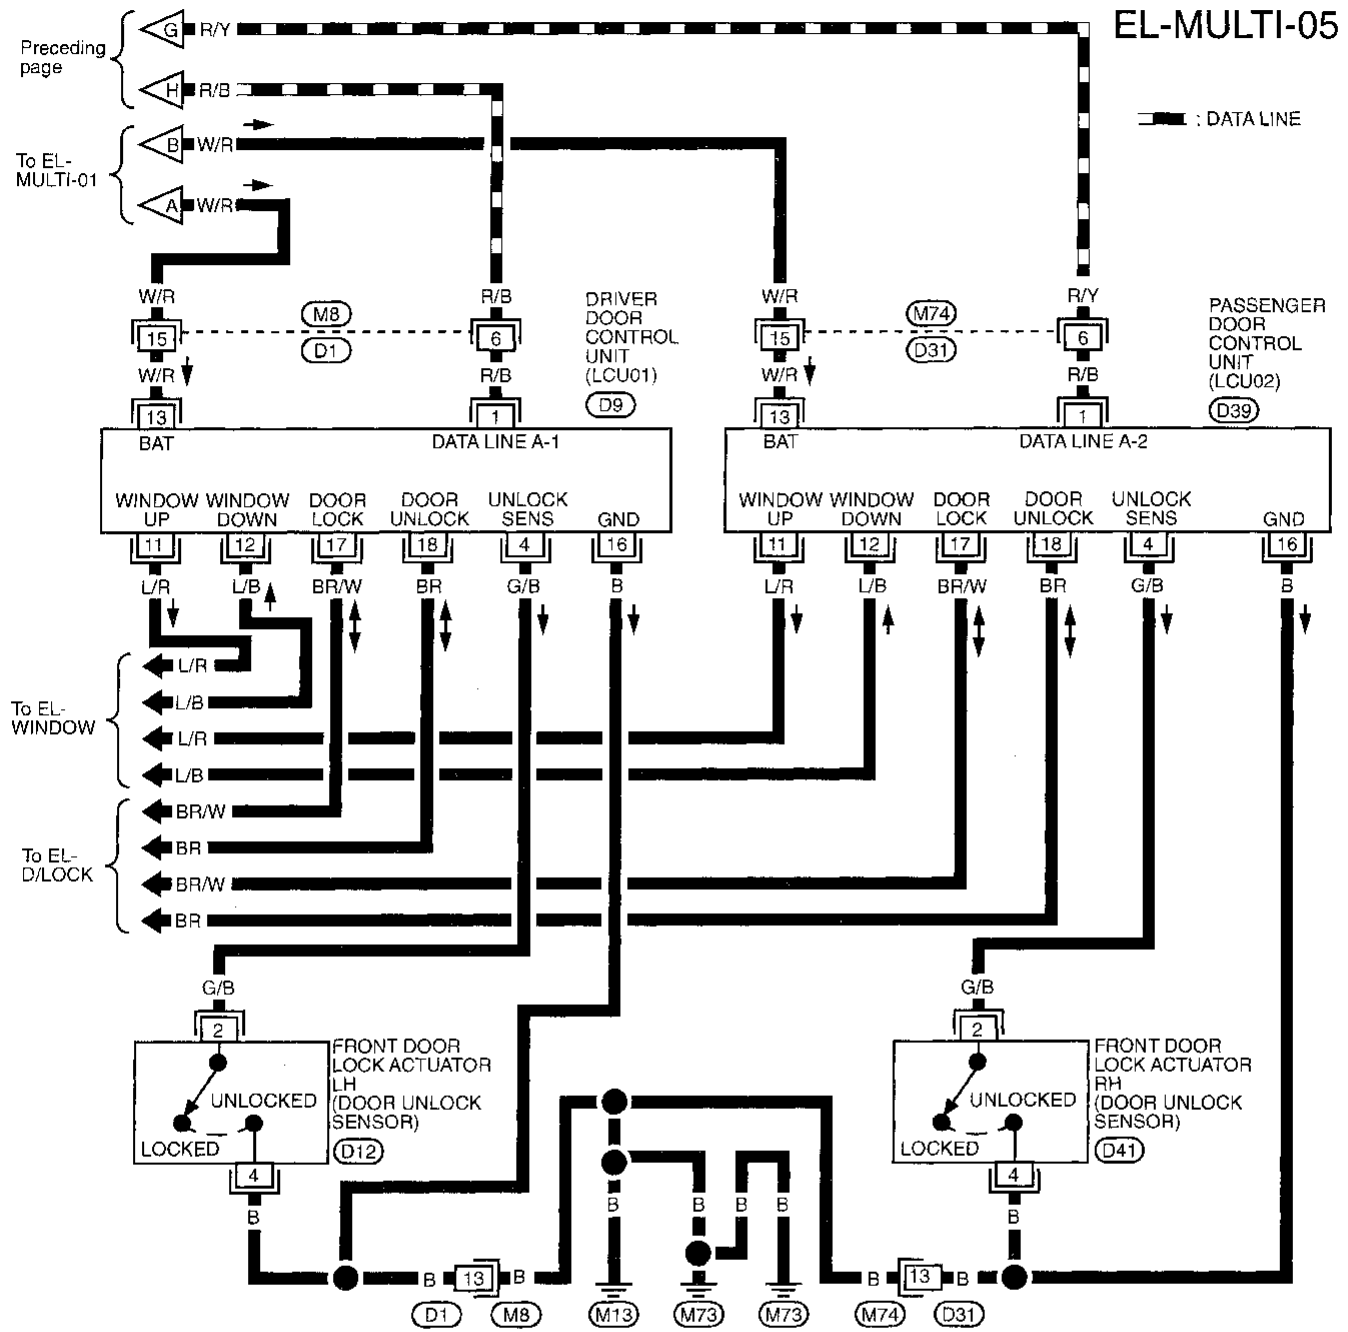 EL-MULTI-05
Preceding
page
G R/Y
H R/B
: DATA LINE
To EL-
MULTI-01
B W/R
A W/R
W/R
R/B
W/R
R/Y
15
M8
D1
6
DRIVER
DOOR
CONTROL
UNIT
(LCU01)
D9
15
M74
D31
6
PASSENGER
DOOR
CONTROL
UNIT
(LCU02)
D39
W/R
R/B
W/R
R/B
13
1
13
1
BAT
DATA LINE A-1
BAT
DATA LINE A-2
WINDOW
UP
WINDOW
DOWN
DOOR
LOCK
DOOR
UNLOCK
UNLOCK
SENS
GND
WINDOW
UP
WINDOW
DOWN
DOOR
LOCK
DOOR
UNLOCK
UNLOCK
SENS
GND
11 12 17 18 4 16
11 12 17 18 4 16
L/R L/B BR/W BR G/B B
L/R L/B BR/W BR G/B B
To EL-
WINDOW
L/R
L/B
L/R
L/B
To EL-
D/LOCK
BR/W
BR
BR/W
BR
G/B
2
UNLOCKED
LOCKED
4
B
FRONT DOOR
LOCK ACTUATOR
LH
(DOOR UNLOCK
SENSOR)
D12
G/B
2
UNLOCKED
LOCKED
4
B
FRONT DOOR
LOCK ACTUATOR
RH
(DOOR UNLOCK
SENSOR)
D41
B B B B
B 13 B
D1 M8
M13 M73 M73
B 13 B
M74 D31